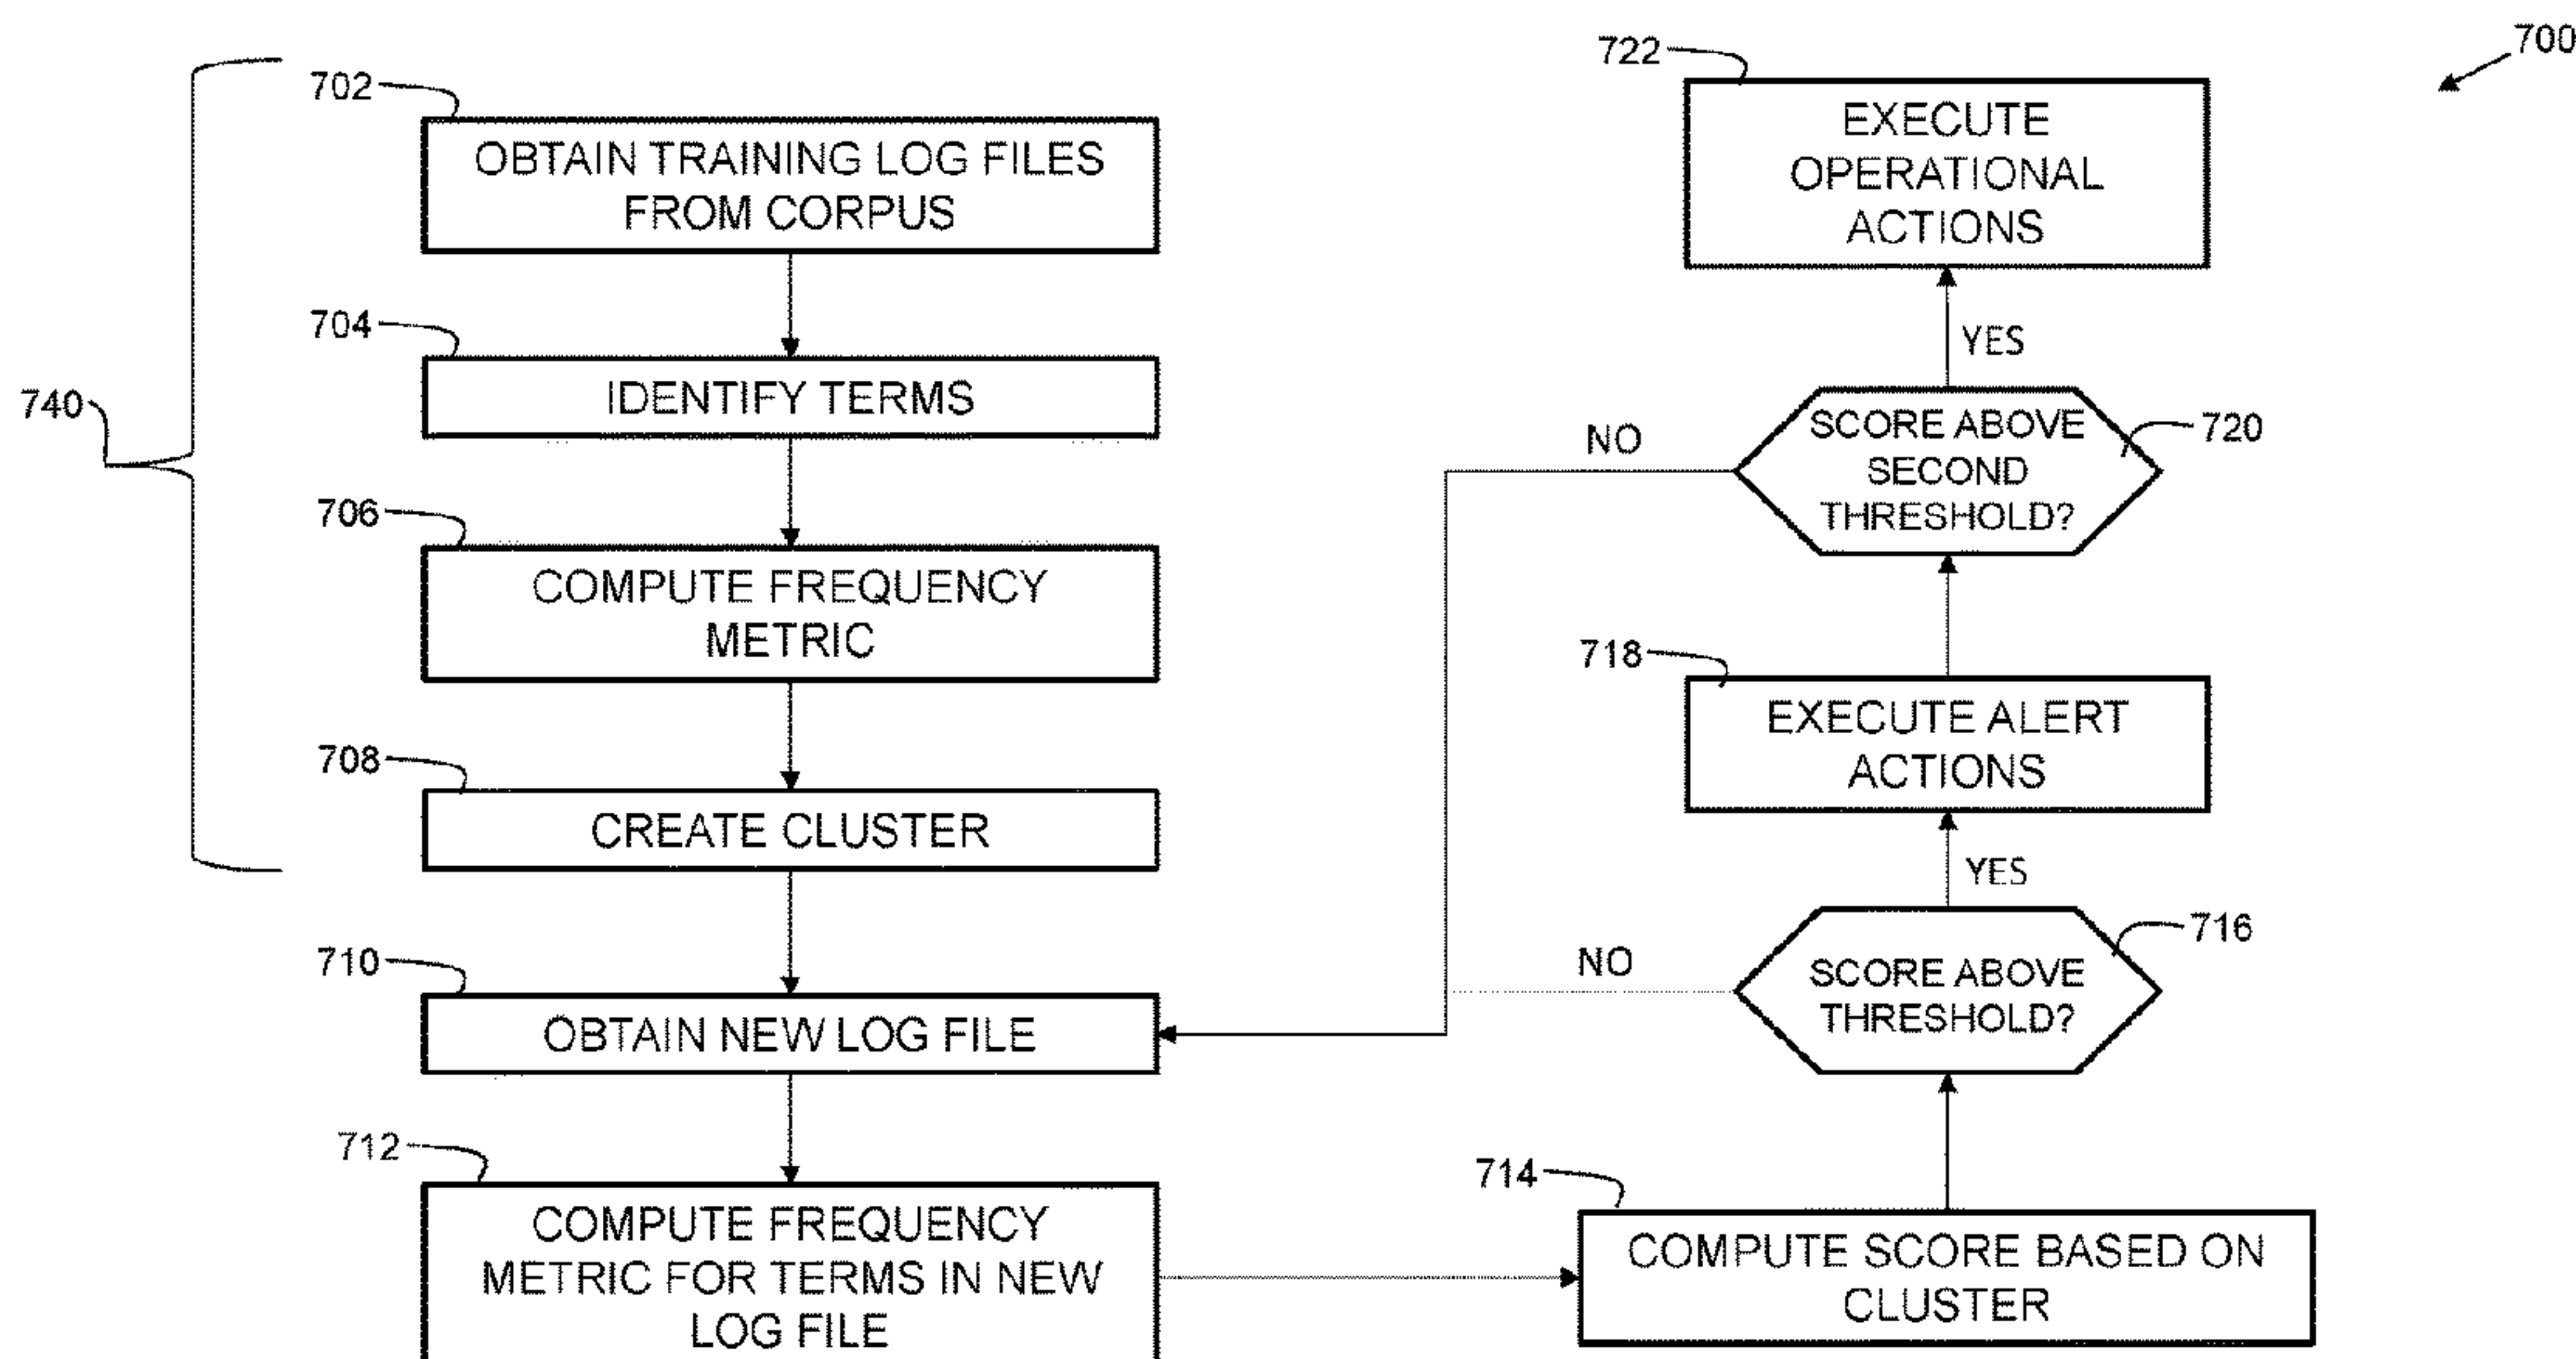 700
740
702
OBTAIN TRAINING LOG FILES
FROM CORPUS
704
IDENTIFY TERMS
706
COMPUTE FREQUENCY
METRIC
708
CREATE CLUSTER
710
OBTAIN NEW LOG FILE
712
COMPUTE FREQUENCY
METRIC FOR TERMS IN NEW
LOG FILE
714
COMPUTE SCORE BASED ON
CLUSTER
716
SCORE ABOVE
THRESHOLD?
NO
YES
718
EXECUTE ALERT
ACTIONS
720
SCORE ABOVE
SECOND
THRESHOLD?
NO
YES
722
EXECUTE
OPERATIONAL
ACTIONS